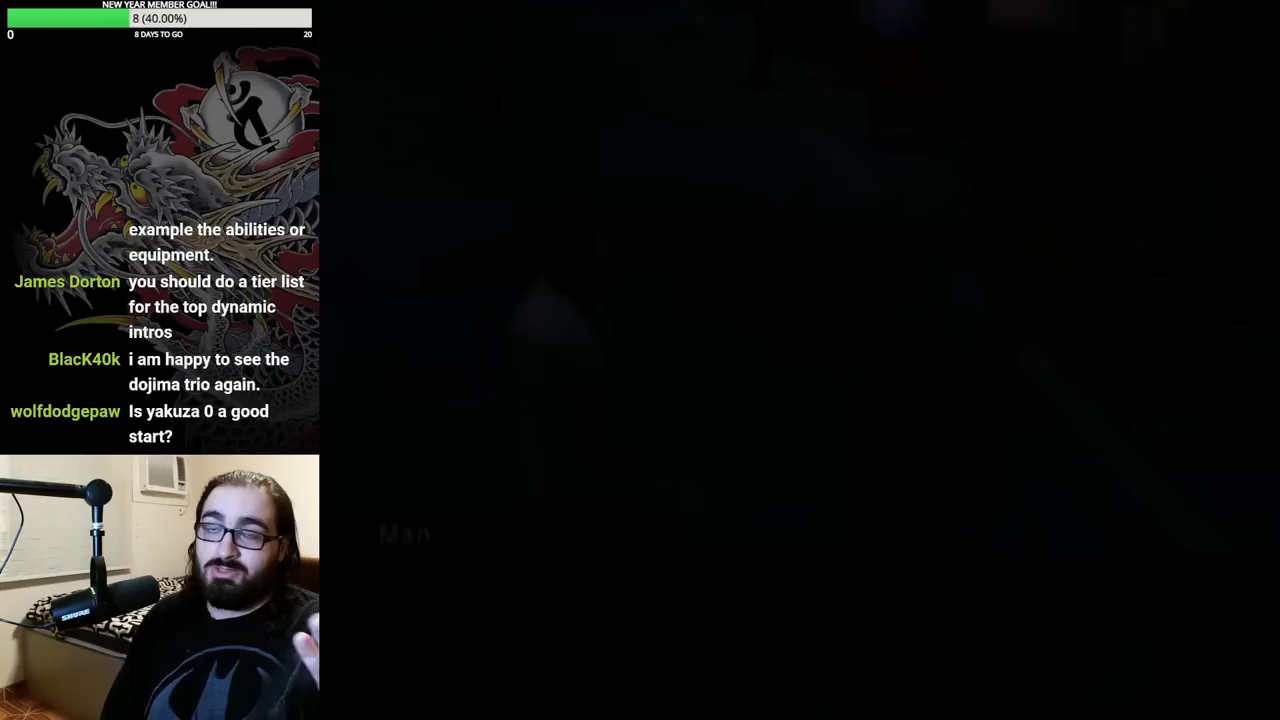 NEW YEAR MEMBER GOAL!!!
8 (40.00%)
0 8 DAYS TO GO 20
example the abilities or
equipment.
James Dorton you should do a tier list
for the top dynamic
intros
BlacK40k i am happy to see the
dojima trio again.
wolfdodgepaw Is yakuza 0 a good
start?
Man
SHURE